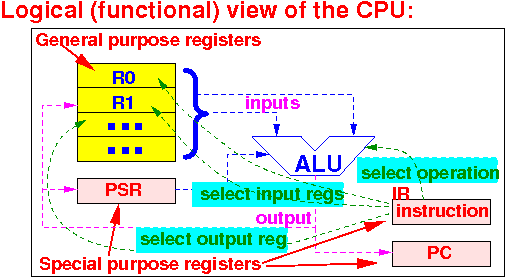 Logical (functional) view of the CPU:
General purpose registers
R0
R1
inputs
ALU
select operation
PSR
select input regs
IR
instruction
output
select output reg
PC
Special purpose registers